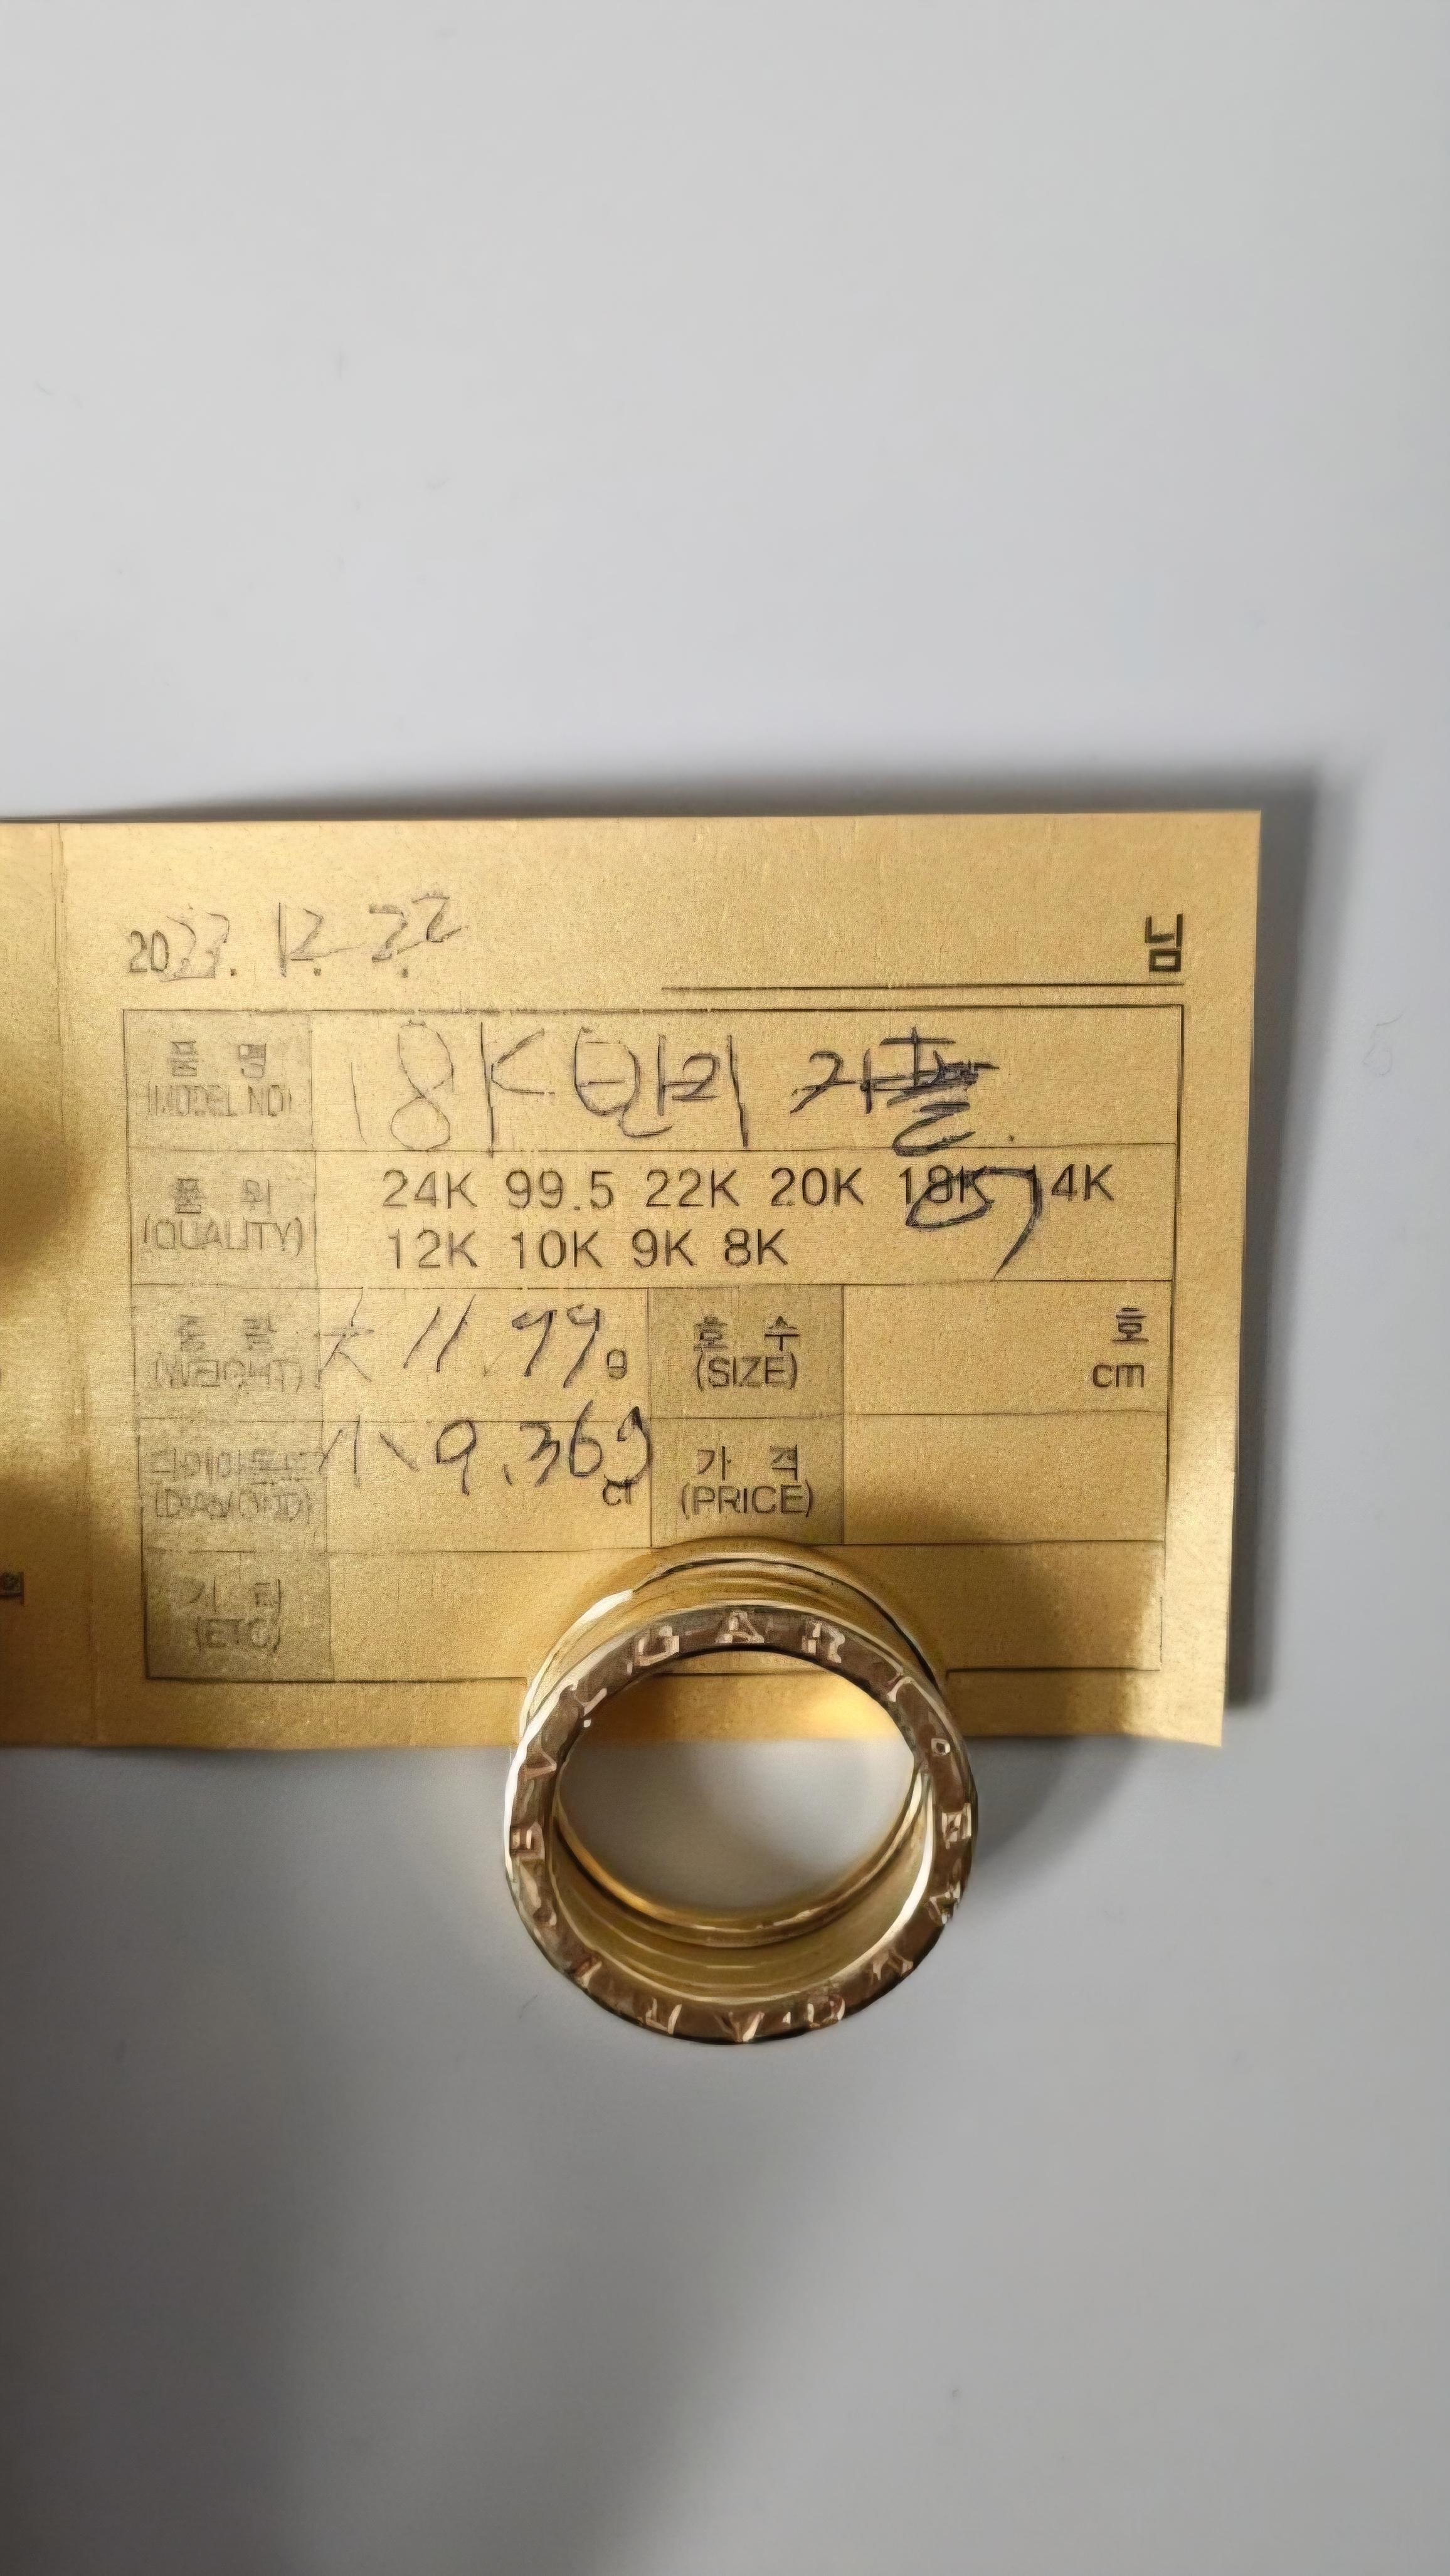 2023. 12. 22
님
품 명
(MODEL NO)
18K 반지 커플
품 위
(QUALITY)
24K 99.5 22K 20K 18K 14K
12K 10K 9K 8K
중 량
(WEIGHT)
大 11.99g
호 수
(SIZE)
호
cm
다이아몬드
(DIAMOND)
小 9.36g
ct
가 격
(PRICE)
기 타
(ETC)
BVLGARI
BVLGARI